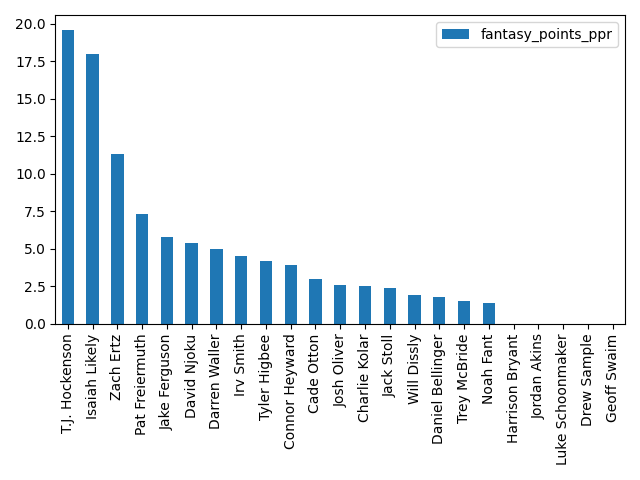 fantasy_points_ppr
20.0
17.5
15.0
12.5
10.0
7.5
5.0
2.5
0.0
T.J. Hockenson
Isaiah Likely
Zach Ertz
Pat Freiermuth
Jake Ferguson
David Njoku
Darren Waller
Irv Smith
Tyler Higbee
Connor Heyward
Cade Otton
Josh Oliver
Charlie Kolar
Jack Stoll
Will Dissly
Daniel Bellinger
Trey McBride
Noah Fant
Harrison Bryant
Jordan Akins
Luke Schoonmaker
Drew Sample
Geoff Swaim